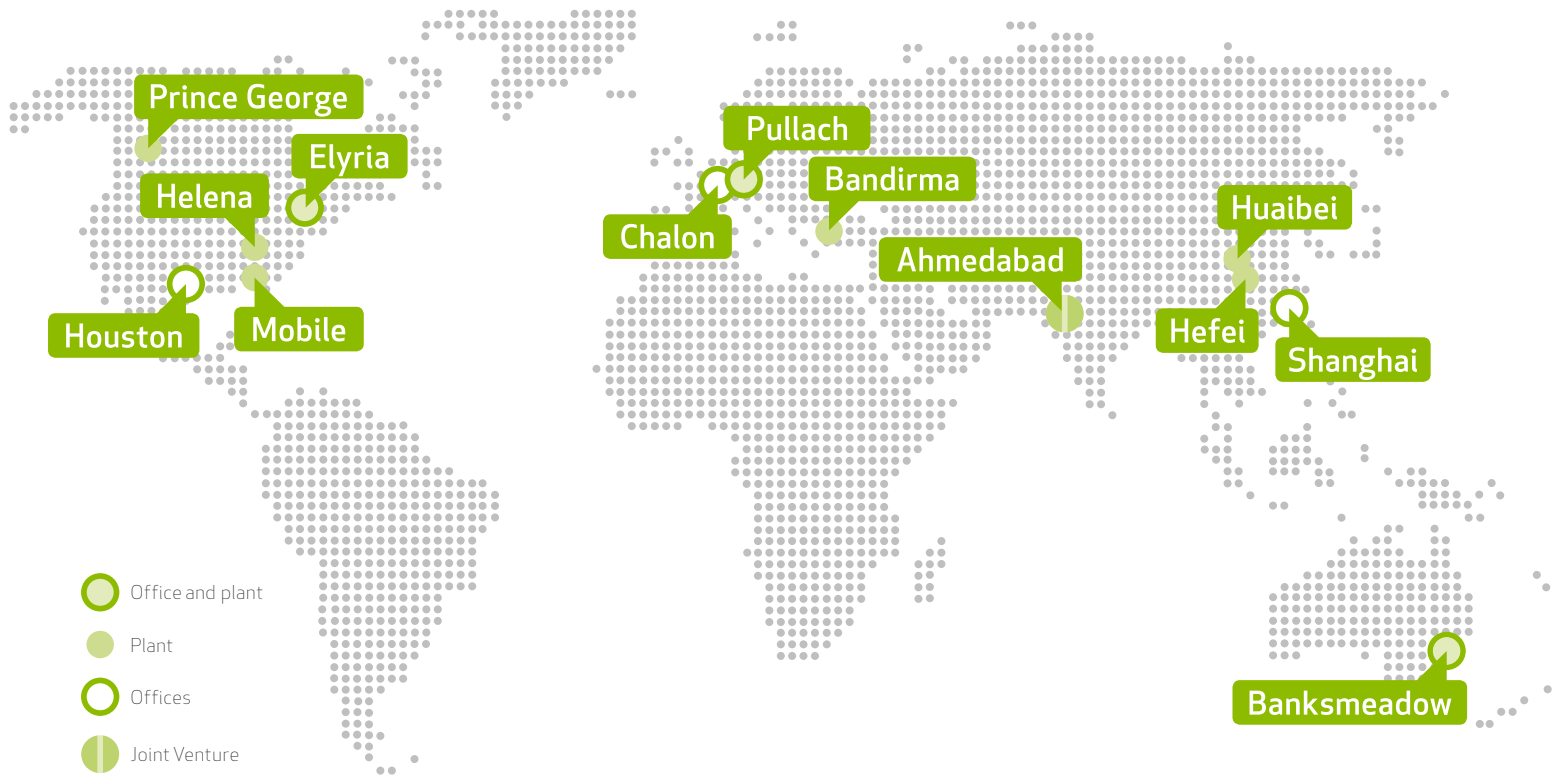 Prince George
Pullach
Elyria
Bandirma
Helena
Huaibei
Chalon
Ahmedabad
Houston
Mobile
Hefei
Shanghai
Office and plant
Plant
Offices
Banksmeadow
Joint Venture